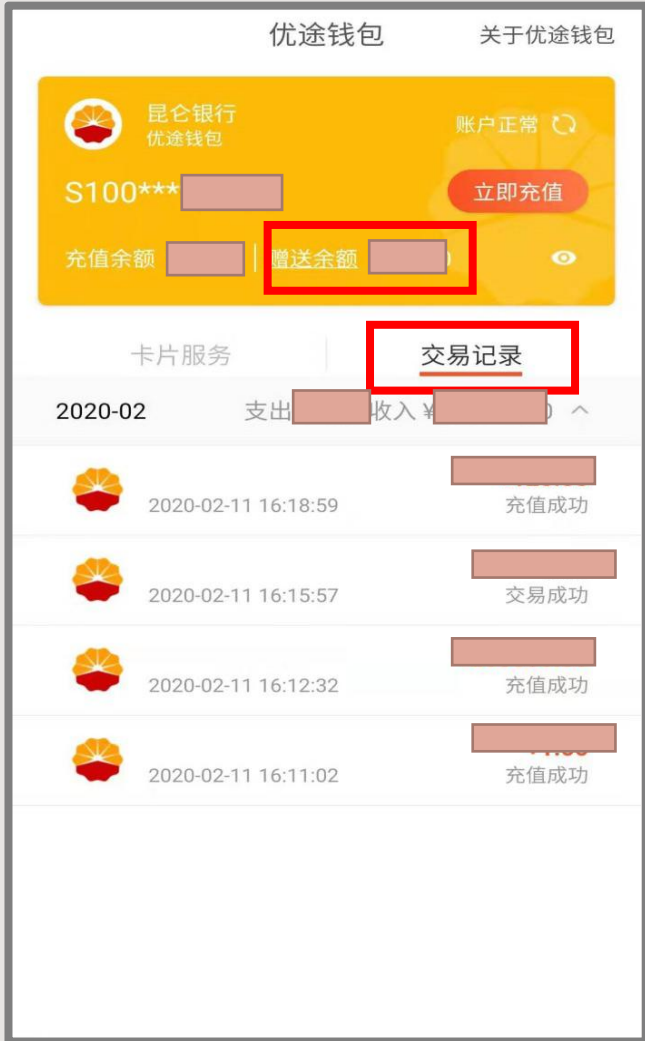 优途钱包 关于优途钱包
昆仑银行
优途钱包 账户正常
S100*** 立即充值
充值余额 赠送余额
卡片服务 交易记录
2020-02 支出 收入 ¥
2020-02-11 16:18:59 充值成功
2020-02-11 16:15:57 交易成功
2020-02-11 16:12:32 充值成功
2020-02-11 16:11:02 充值成功